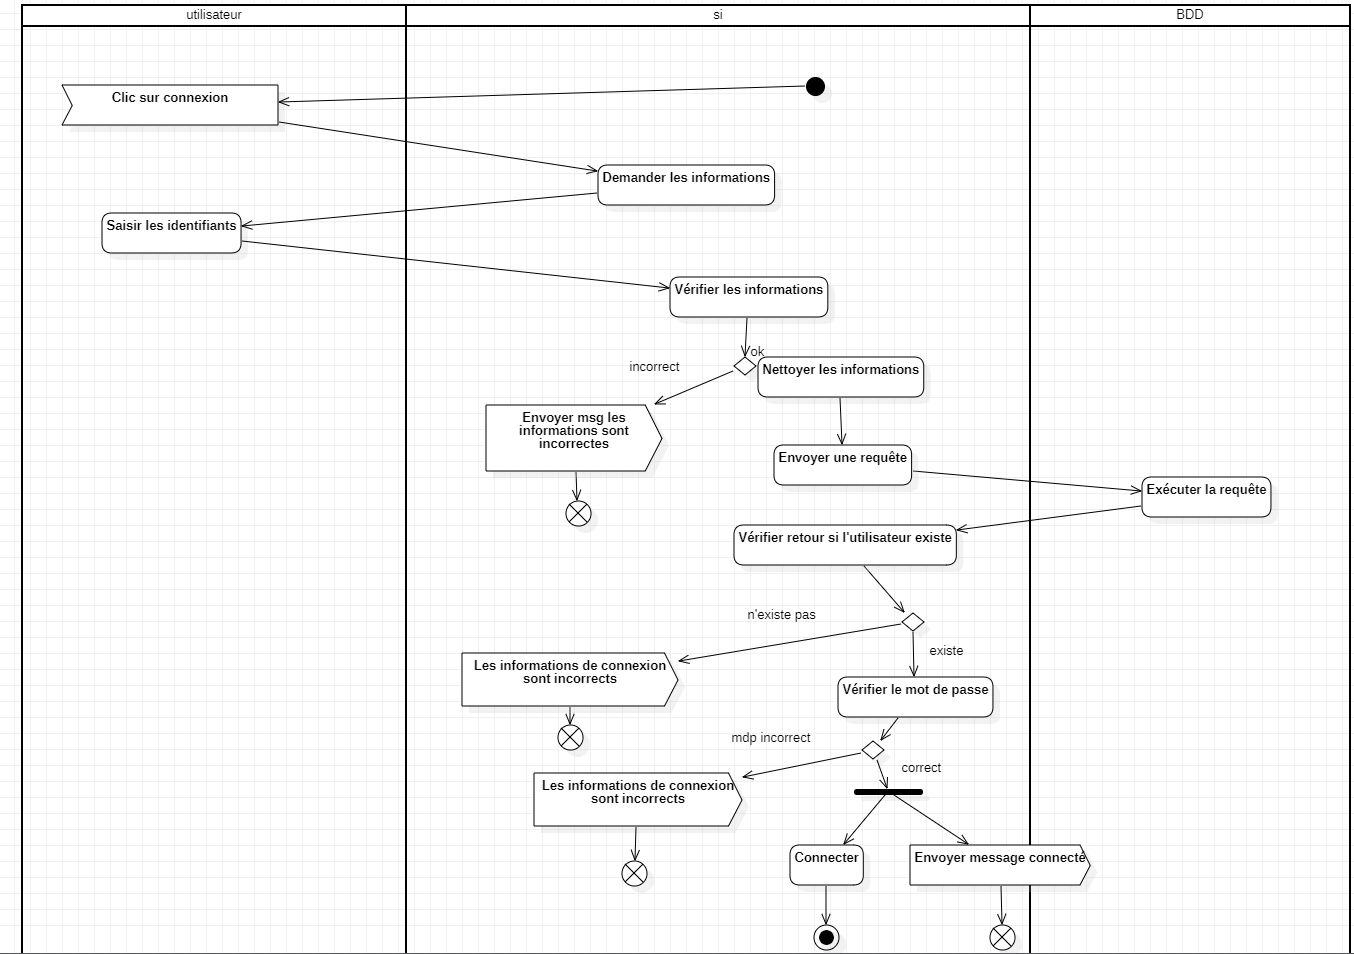 utilisateur
si
BDD
Clic sur connexion
Demander les informations
Saisir les identifiants
Vérifier les informations
ok
incorrect
Nettoyer les informations
Envoyer msg les
informations sont
incorrectes
Envoyer une requête
Exécuter la requête
Vérifier retour si l'utilisateur existe
n'existe pas
existe
Les informations de connexion
sont incorrects
Vérifier le mot de passe
mdp incorrect
correct
Les informations de connexion
sont incorrects
Connecter
Envoyer message connecté